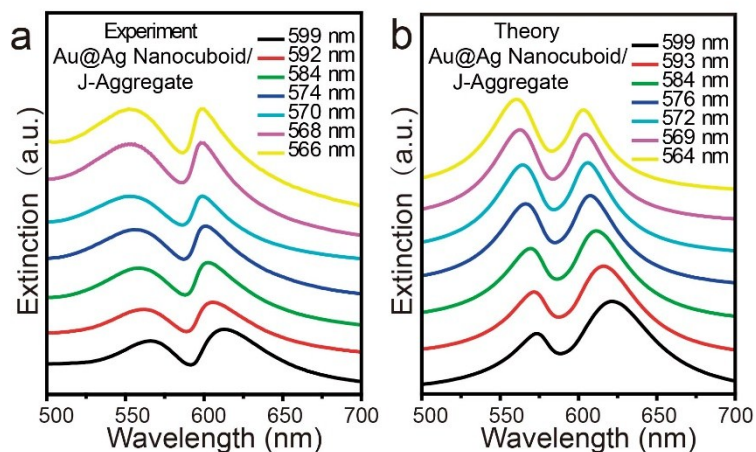 a
Experiment
Au@Ag Nanocuboid/
J-Aggregate
599 nm
592 nm
584 nm
574 nm
570 nm
568 nm
566 nm
Extinction (a.u.)
500 550 600 650 700
Wavelength (nm)
b
Theory
Au@Ag Nanocuboid/
J-Aggregate
599 nm
593 nm
584 nm
576 nm
572 nm
569 nm
564 nm
Extinction (a.u.)
500 550 600 650 700
Wavelength (nm)